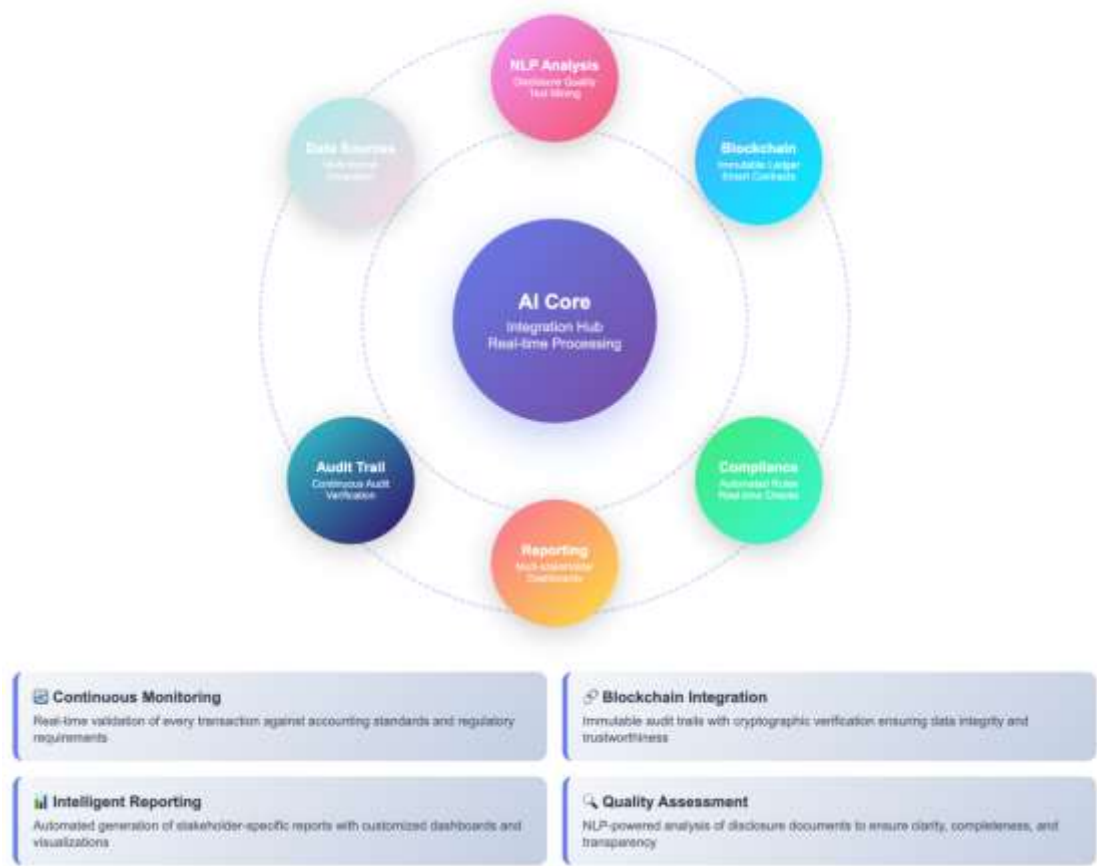 NLP Analysis
Disclosure Quality
Text Mining
Data Sources
Blockchain
Immutable Ledger
Smart Contracts
AI Core
Integration Hub
Real-time Processing
Audit Trail
Continuous Audit
Verification
Compliance
Automated Rules
Real-time Checks
Reporting
Multi-stakeholder
Dashboards
Continuous Monitoring
Real-time validation of every transaction against accounting standards and regulatory
requirements
Blockchain Integration
Immutable audit trails with cryptographic verification ensuring data integrity and
trustworthiness
Intelligent Reporting
Automated generation of stakeholder-specific reports with customized dashboards and
visualizations
Quality Assessment
NLP-powered analysis of disclosure documents to ensure clarity, completeness, and
transparency